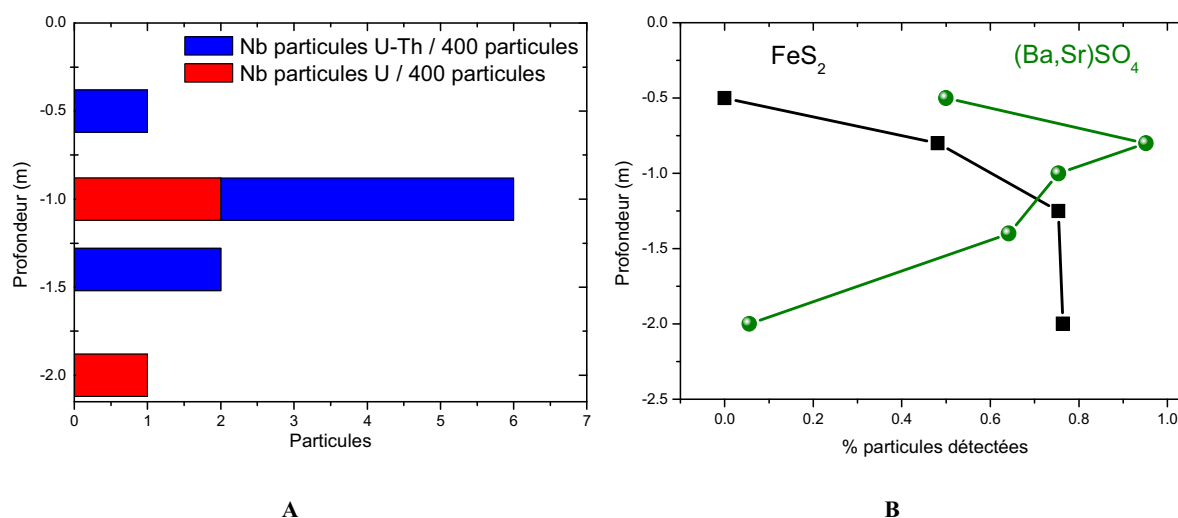 Nb particules U-Th / 400 particules
Nb particules U / 400 particules
0.0
-0.5
-1.0
-1.5
-2.0
Profondeur (m)
0 1 2 3 4 5 6 7
Particules
A
FeS2
(Ba,Sr)SO4
0.0
-0.5
-1.0
-1.5
-2.0
-2.5
Profondeur (m)
0.0 0.2 0.4 0.6 0.8 1.0
% particules détectées
B